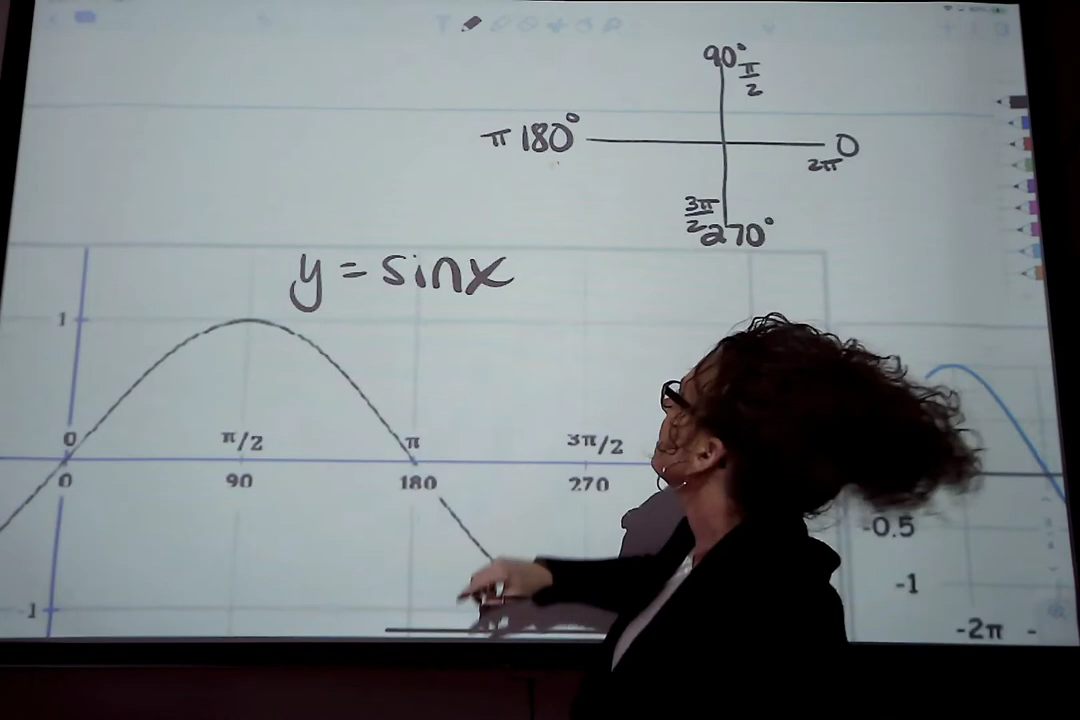 90° π/2
π 180° 0
2π
3π/2 270°
y = sinx
1
0 π/2 π 3π/2
0 90 180 270
-0.5
-1
-1
-2π -